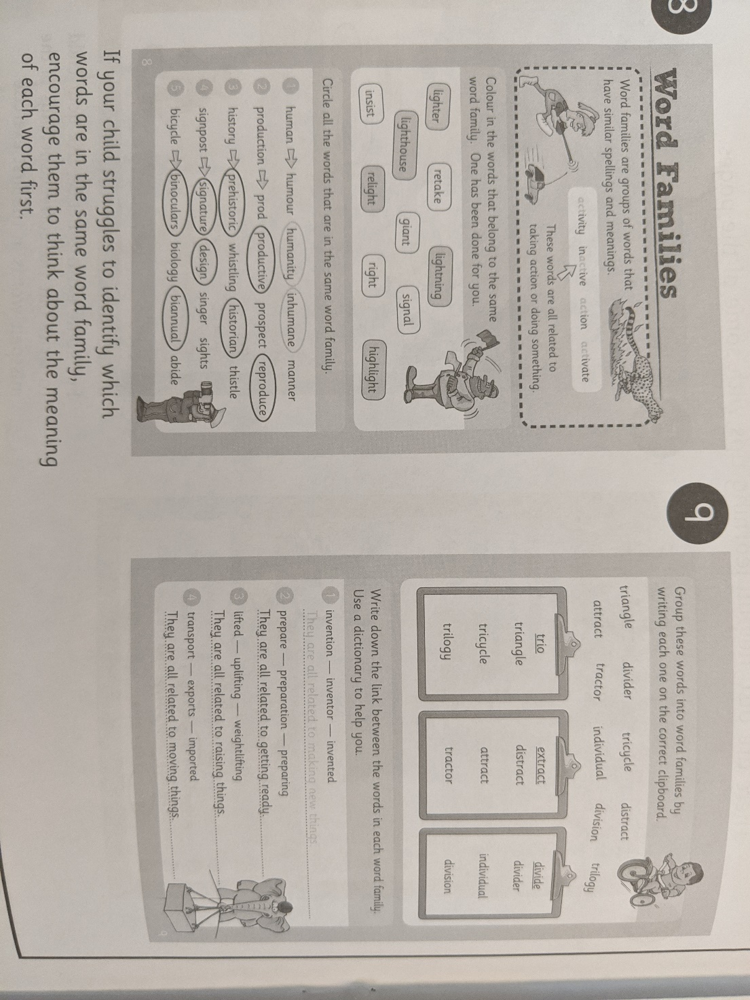 8
Word Families
Word families are groups of words that
have similar spellings and meanings.
activity inactive action activate
These words are all related to
taking action or doing something.
Colour in the words that belong to the same
word family. One has been done for you.
lighter retake lightning
lighthouse giant signal
insist relight right highlight
Circle all the words that are in the same word family.
1 human humour humanity inhumane manner
2 production prod productive prospect reproduce
3 history prehistoric whistling historian thistle
4 signpost signature design singer sights
5 bicycle binoculars biology biannual abide
8
If your child struggles to identify which
words are in the same word family,
encourage them to think about the meaning
of each word first.
9
Group these words into word families by
writing each one on the correct clipboard.
triangle divider tricycle distract
attract tractor individual division trilogy
trio
triangle
tricycle
trilogy
extract
distract
attract
tractor
divide
divider
individual
division
Write down the link between the words in each word family.
Use a dictionary to help you.
1 invention — inventor — invented
They are all related to making new things
2 prepare — preparation — preparing
They are all related to getting ready.
3 lifted — uplifting — weightlifting
They are all related to raising things.
4 transport — exports — imported
They are all related to moving things.
9